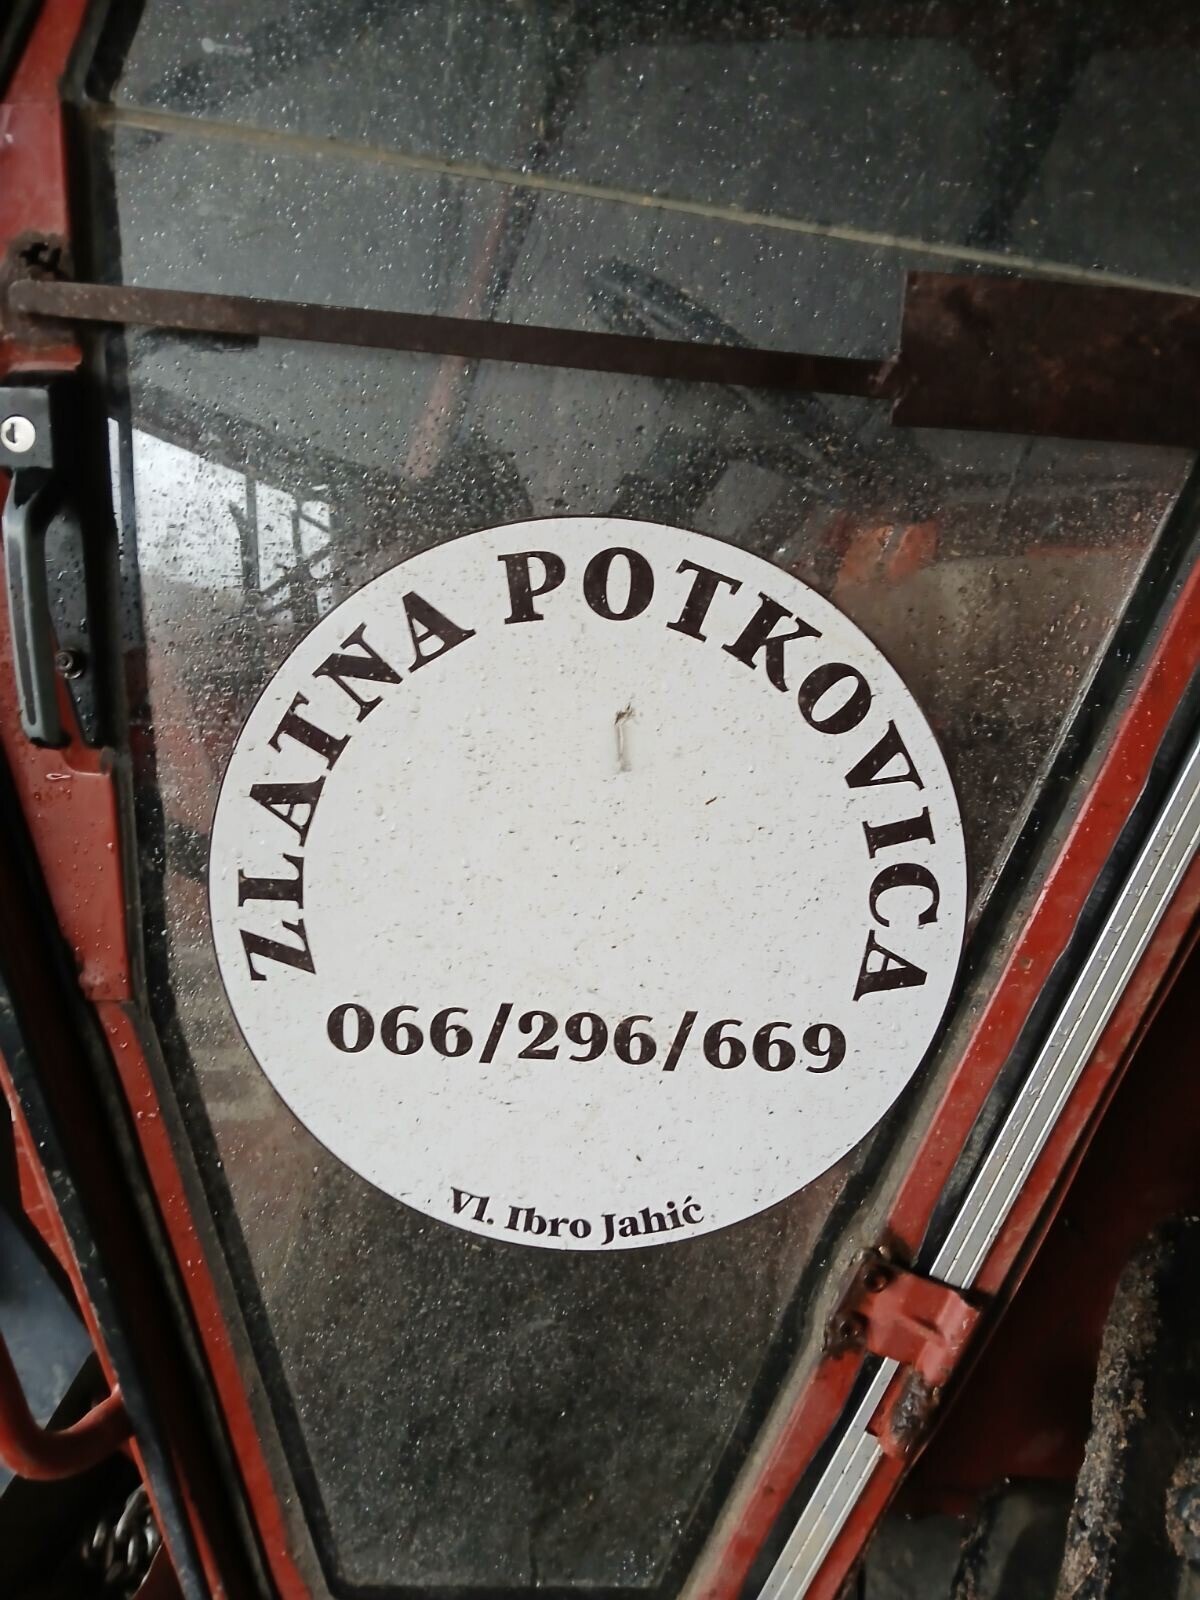 ZLATNA POTKOVICA
066/296/669
Vl. Ibro Jahić